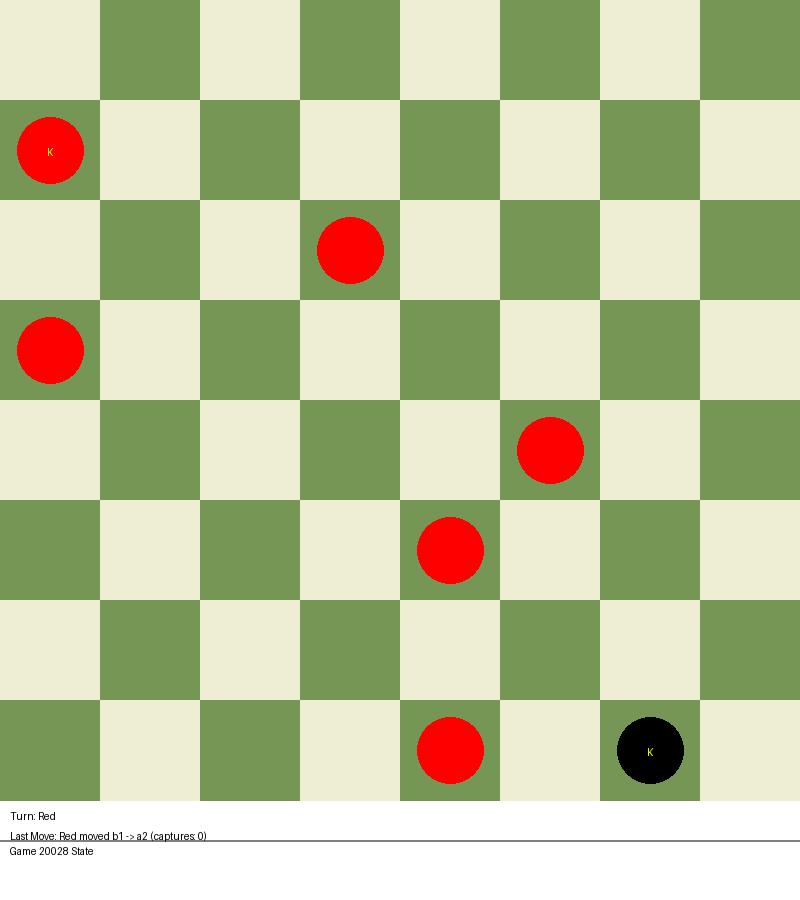 K
K
Turn: Red
Last Move: Red moved b1 -> a2 (captures: 0)
Game 20028 State